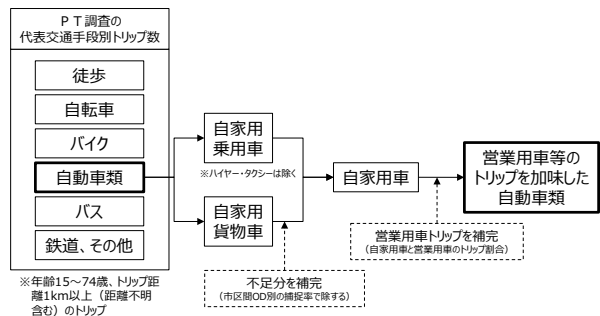 ＰＴ調査の
代表交通手段別トリップ数
徒歩
自転車
バイク
自動車類
バス
鉄道、その他
※年齢15～74歳、トリップ距
離1km以上（距離不明
含む）のトリップ
自家用
乗用車
※ハイヤー・タクシーは除く
自家用
貨物車
不足分を補完
（市区間OD別の捕捉率で除する）
自家用車
営業用車トリップを補完
（自家用車と営業用車のトリップ割合）
営業用車等の
トリップを加味した
自動車類